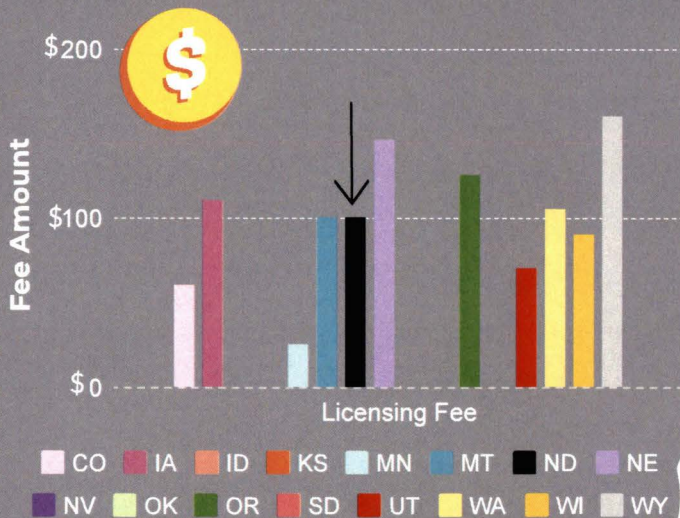 $
$200
Fee Amount
$100
$0
Licensing Fee
CO IA ID KS MN MT ND NE
NV OK OR SD UT WA WI WY